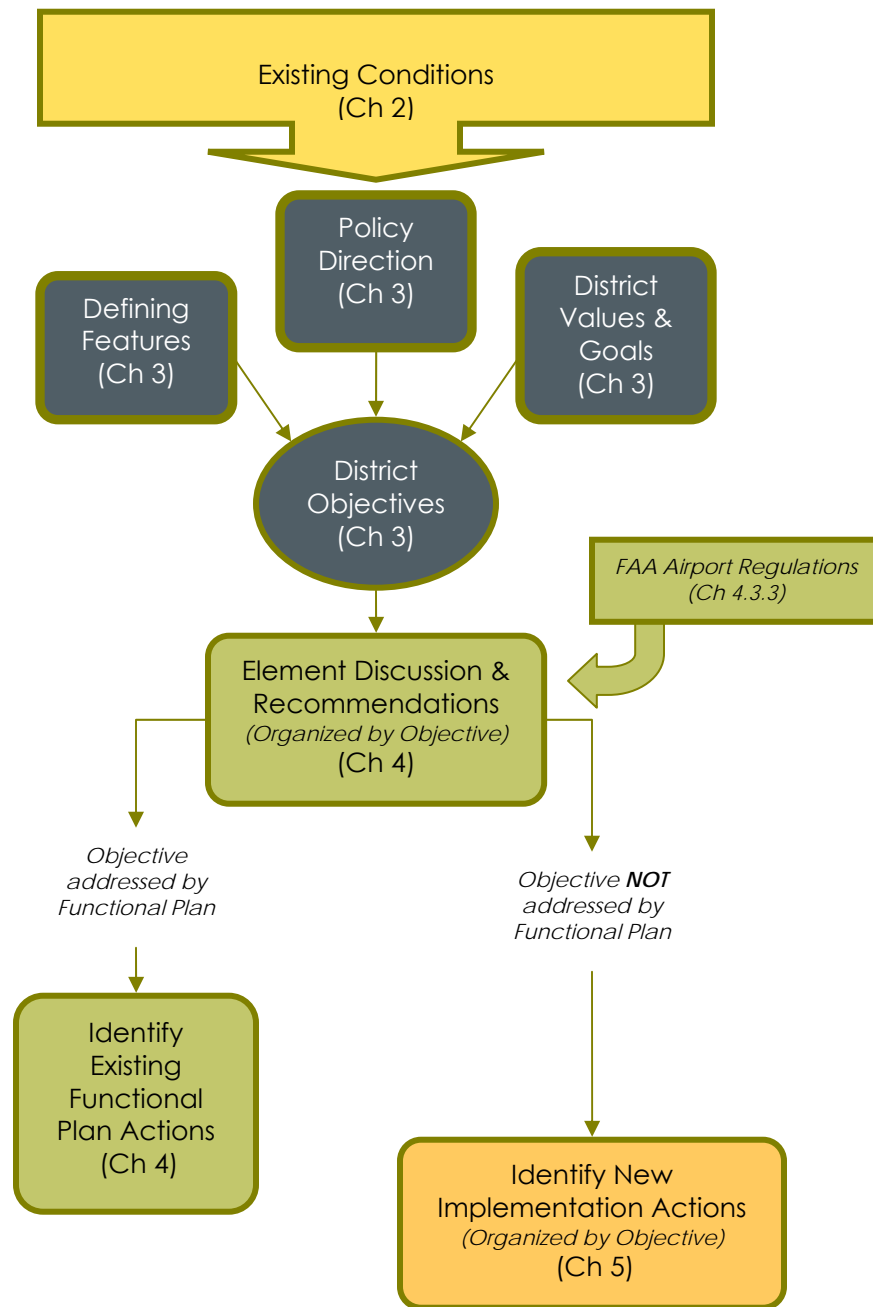 Existing Conditions
(Ch 2)
Policy
Direction
(Ch 3)
Defining
Features
(Ch 3)
District
Values &
Goals
(Ch 3)
District
Objectives
(Ch 3)
FAA Airport Regulations
(Ch 4.3.3)
Element Discussion &
Recommendations
(Organized by Objective)
(Ch 4)
Objective
addressed by
Functional Plan
Objective NOT
addressed by
Functional Plan
Identify
Existing
Functional
Plan Actions
(Ch 4)
Identify New
Implementation Actions
(Organized by Objective)
(Ch 5)